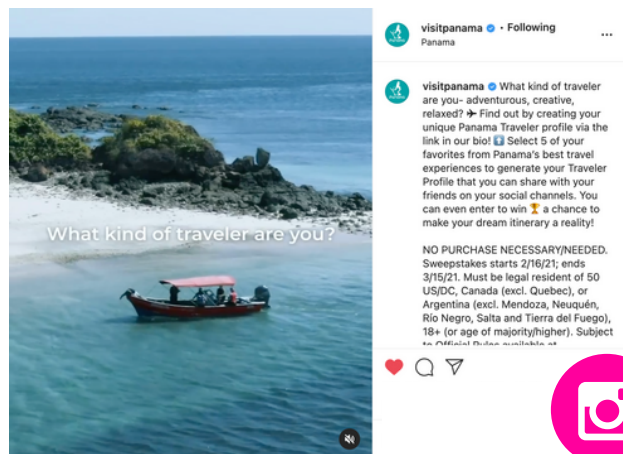 visitpanama • Following
Panama
...
visitpanama What kind of traveler
are you- adventurous, creative,
relaxed? ✈ Find out by creating your
unique Panama Traveler profile via the
link in our bio! ⬆️ Select 5 of your
favorites from Panama's best travel
experiences to generate your Traveler
Profile that you can share with your
friends on your social channels. You
can even enter to win 🏆 a chance to
make your dream itinerary a reality!
NO PURCHASE NECESSARY/NEEDED.
Sweepstakes starts 2/16/21; ends
3/15/21. Must be legal resident of 50
US/DC, Canada (excl. Quebec), or
Argentina (excl. Mendoza, Neuquén,
Río Negro, Salta and Tierra del Fuego),
18+ (or age of majority/higher). Subject
to Official Rules available at
What kind of traveler are you?